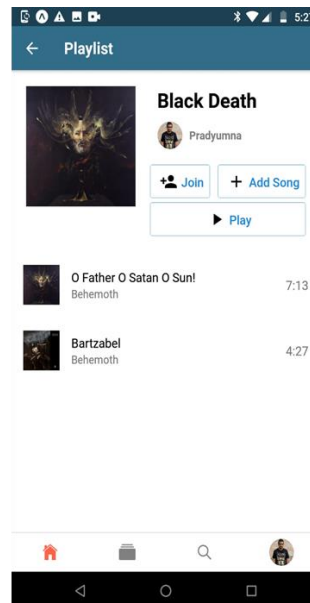 5:27
Playlist
Black Death
Pradyumna
Join
Add Song
Play
O Father O Satan O Sun!
Behemoth
7:13
Bartzabel
Behemoth
4:27